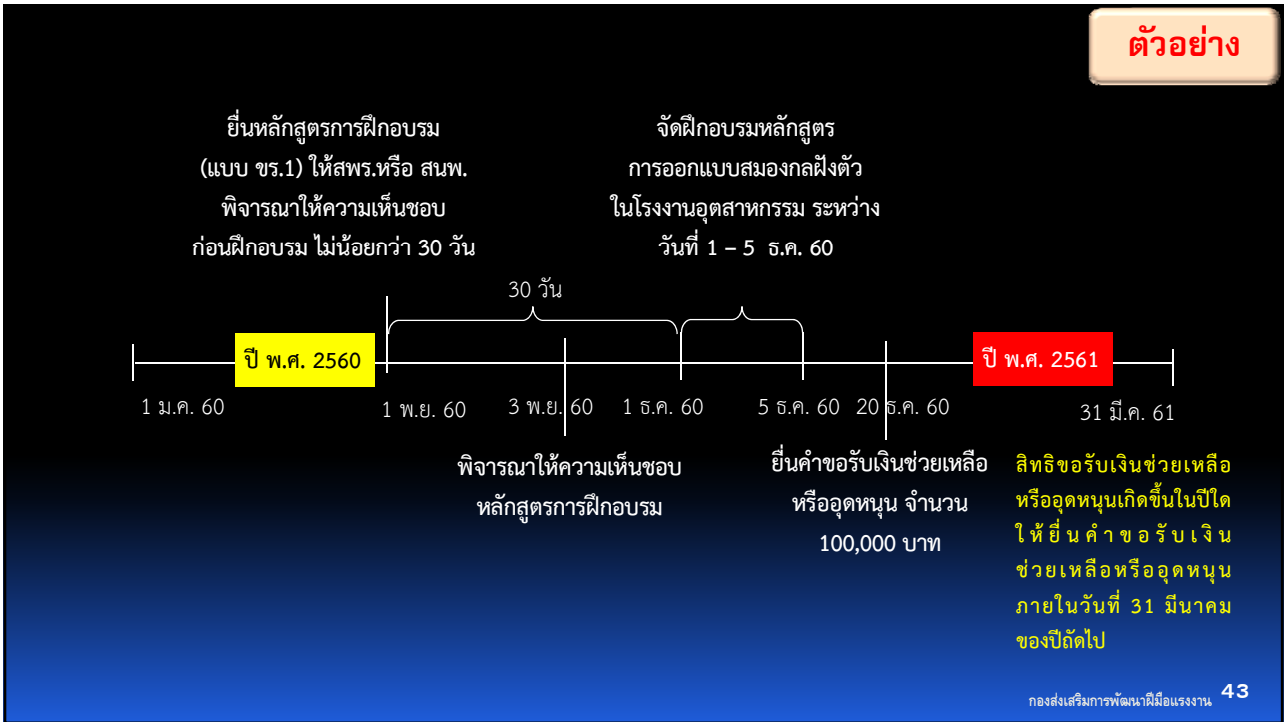 ตัวอย่าง
ยื่นหลักสูตรการฝึกอบรม
(แบบ ขร.1) ให้สพร.หรือ สนพ.
พิจารณาให้ความเห็นชอบ
ก่อนฝึกอบรม ไม่น้อยกว่า 30 วัน
จัดฝึกอบรมหลักสูตร
การออกแบบสมองกลฝังตัว
ในโรงงานอุตสาหกรรม ระหว่าง
วันที่ 1 – 5 ธ.ค. 60
30 วัน
ปี พ.ศ. 2560
ปี พ.ศ. 2561
1 ม.ค. 60
1 พ.ย. 60
3 พ.ย. 60
1 ธ.ค. 60
5 ธ.ค. 60
20 ธ.ค. 60
31 มี.ค. 61
พิจารณาให้ความเห็นชอบ
หลักสูตรการฝึกอบรม
ยื่นคำขอรับเงินช่วยเหลือ
หรืออุดหนุน จำนวน
100,000 บาท
สิทธิขอรับเงินช่วยเหลือ
หรืออุดหนุนเกิดขึ้นในปีใด
ให้ยื่นคำขอรับเงิน
ช่วยเหลือหรืออุดหนุน
ภายในวันที่ 31 มีนาคม
ของปีถัดไป
กองส่งเสริมการพัฒนาฝีมือแรงงาน 43